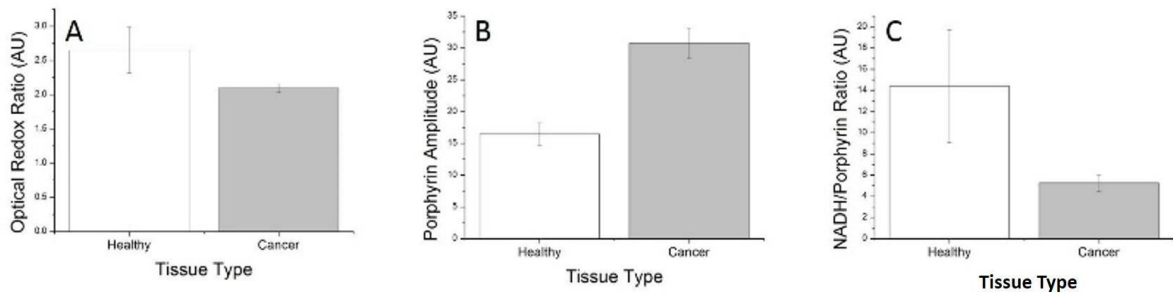 A
Optical Redox Ratio (AU)
3.0
2.5
2.0
1.5
1.0
0.5
0.0
Healthy Cancer
Tissue Type
B
Porphyrin Amplitude (AU)
35
30
25
20
15
10
5
0
Healthy Cancer
Tissue Type
C
NADH/Porphyrin Ratio (AU)
20
18
16
14
12
10
8
6
4
2
0
Healthy Cancer
Tissue Type